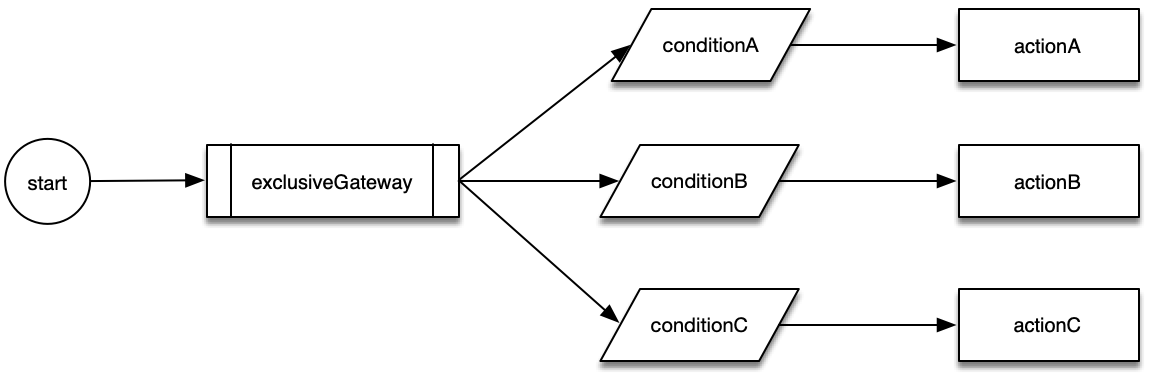 start
exclusiveGateway
conditionA
actionA
conditionB
actionB
conditionC
actionC